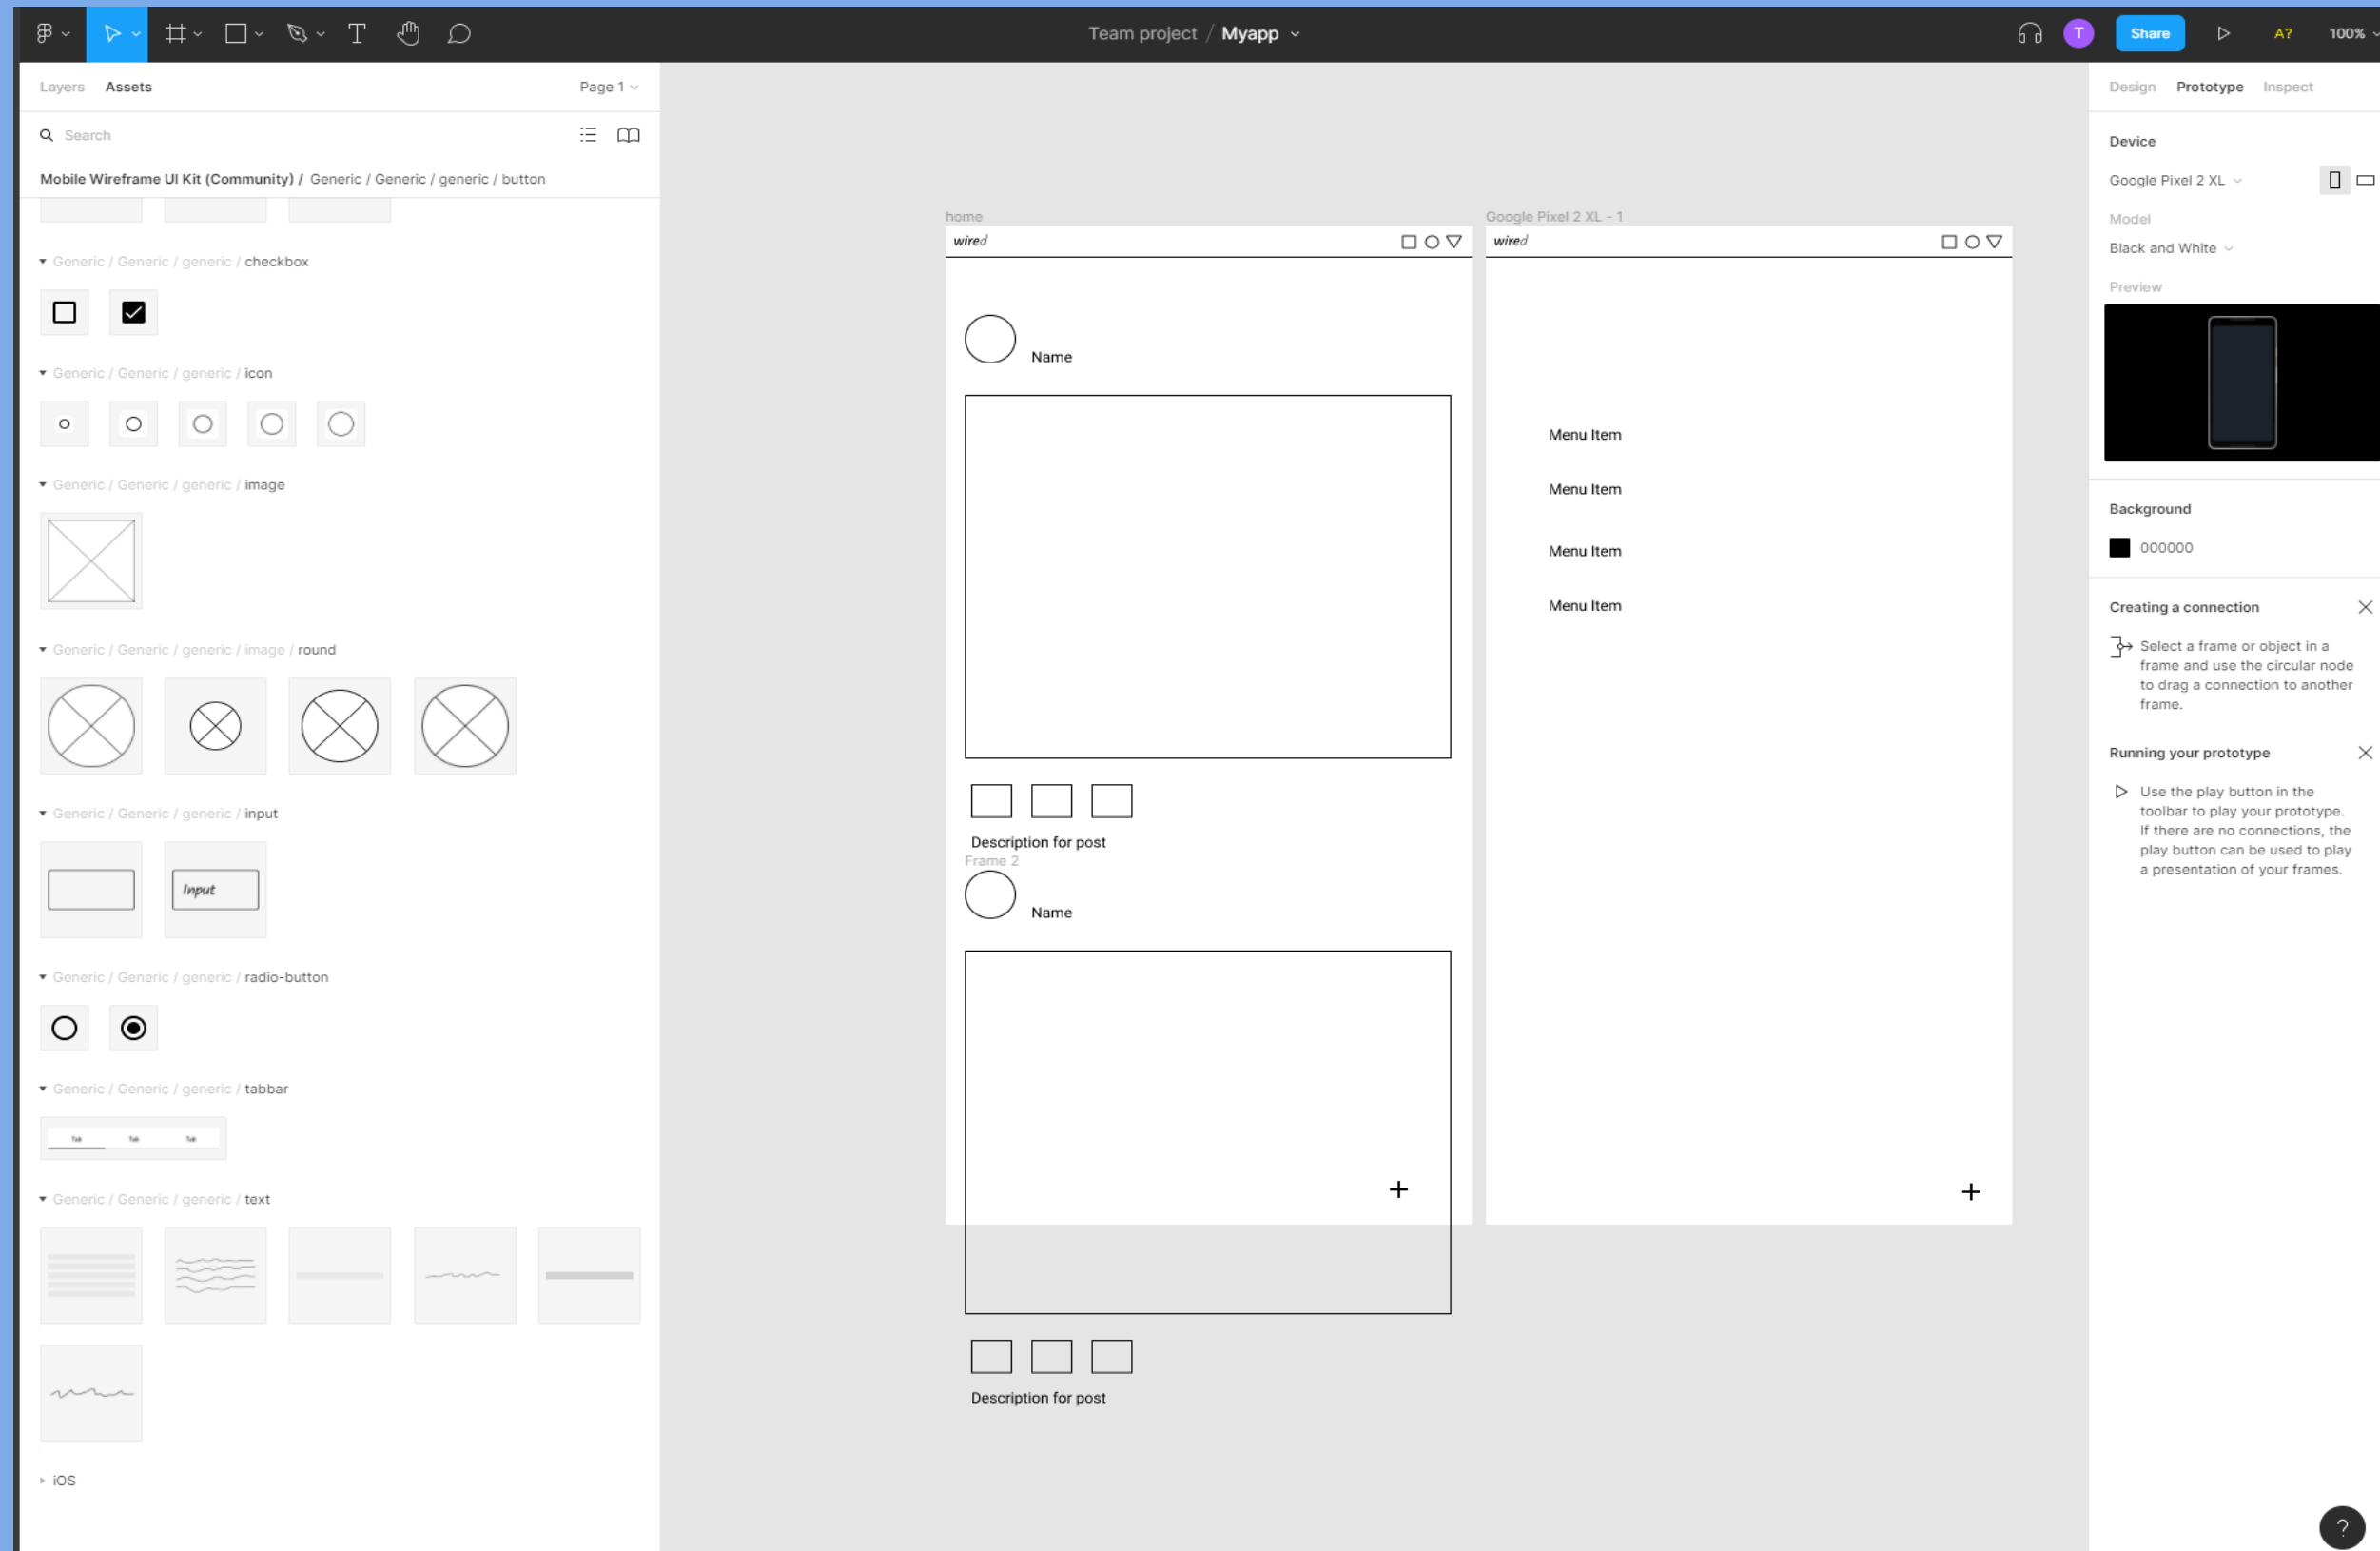 Team project / Myapp
T
Share
A?
100%
Layers Assets Page 1
Search
Mobile Wireframe UI Kit (Community) / Generic / Generic / generic / button
Generic / Generic / generic / checkbox
Generic / Generic / generic / icon
Generic / Generic / generic / image
Generic / Generic / generic / image / round
Generic / Generic / generic / input
Input
Generic / Generic / generic / radio-button
Generic / Generic / generic / tabbar
Tab Tab Tab
Generic / Generic / generic / text
iOS
home
wired
Name
Description for post
Frame 2
Name
Description for post
Google Pixel 2 XL - 1
wired
Menu Item
Menu Item
Menu Item
Menu Item
Design Prototype Inspect
Device
Google Pixel 2 XL
Model
Black and White
Preview
Background
000000
Creating a connection
Select a frame or object in a
frame and use the circular node
to drag a connection to another
frame.
Running your prototype
Use the play button in the
toolbar to play your prototype.
If there are no connections, the
play button can be used to play
a presentation of your frames.
?